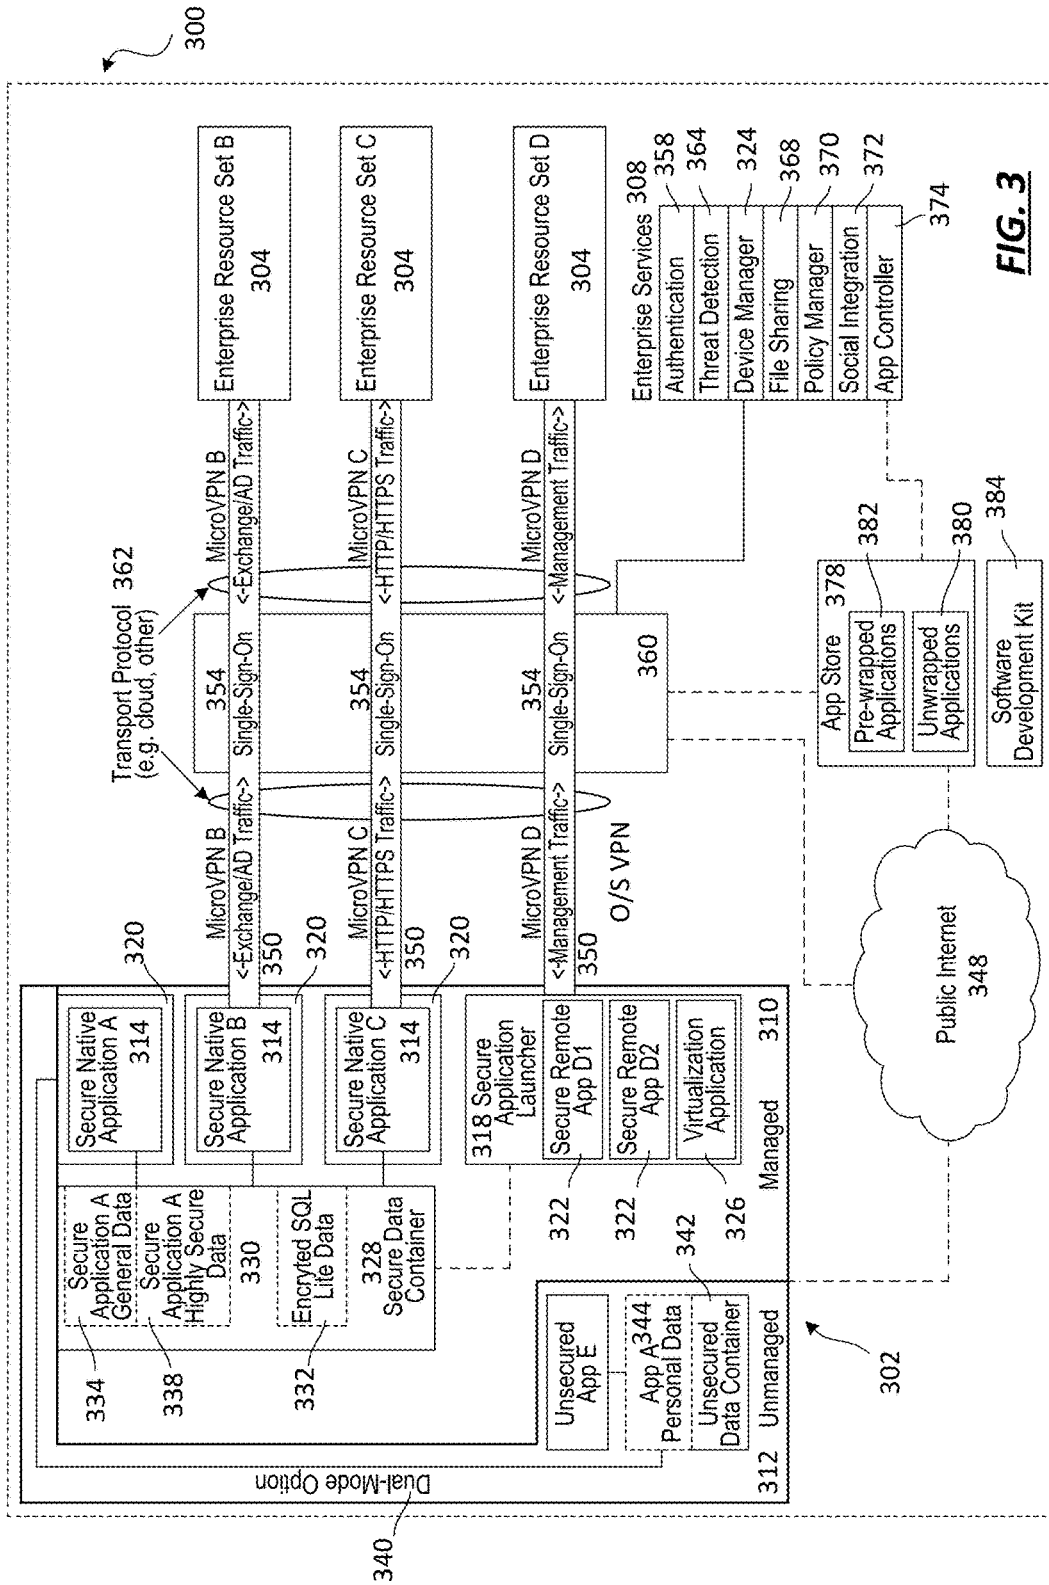 300
Transport Protocol 362
(e.g. cloud, other)
340
Dual-Mode Option
334
Secure
Application A
General Data
338
Secure
Application A
Highly Secure
Data
330
332
Encryted SQL
Lite Data
328
Secure Data
Container
Secure Native
Application A
314
320
Secure Native
Application B
314
320
Secure Native
Application C
314
320
318 Secure
Application
Launcher
322
Secure Remote
App D1
322
Secure Remote
App D2
326
Virtualization
Application
Managed
310
Unsecured
App E
App A 344
Personal Data
342
Unsecured
Data Container
312
Unmanaged
302
MicroVPN B
<-Exchange/AD Traffic->
350
354
Single-Sign-On
MicroVPN B
<-Exchange/AD Traffic->
Enterprise Resource Set B
304
MicroVPN C
<-HTTP/HTTPS Traffic->
350
354
Single-Sign-On
MicroVPN C
<-HTTP/HTTPS Traffic->
Enterprise Resource Set C
304
MicroVPN D
<-Management Traffic->
350
O/S VPN
354
Single-Sign-On
MicroVPN D
<-Management Traffic->
Enterprise Resource Set D
304
360
Enterprise Services 308
Authentication
358
Threat Detection
364
Device Manager
324
File Sharing
368
Policy Manager
370
Social Integration
372
App Controller
374
Public Internet
348
App Store 378
Pre-wrapped
Applications
382
Unwrapped
Applications
380
Software
Development Kit
384
FIG. 3